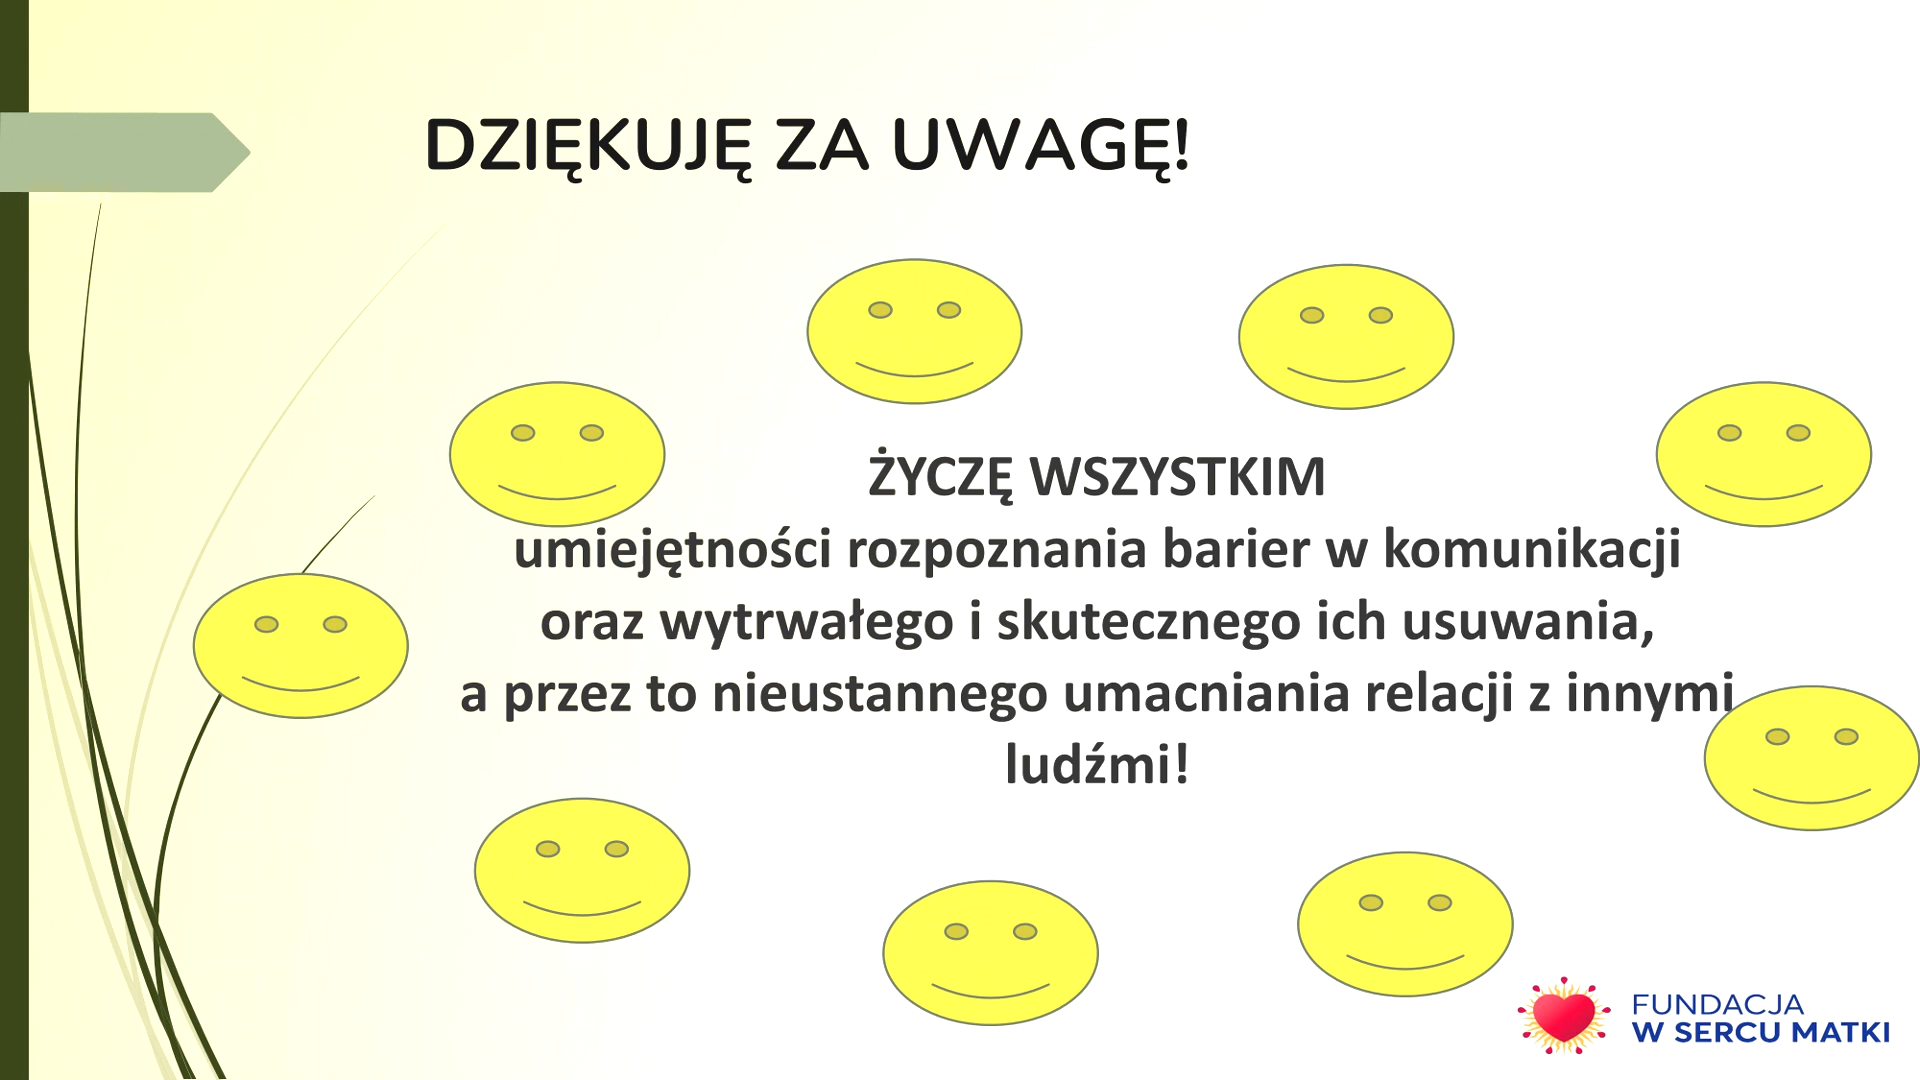 DZIĘKUJĘ ZA UWAGĘ!
ŻYCZĘ WSZYSTKIM
umiejętności rozpoznania barier w komunikacji
oraz wytrwałego i skutecznego ich usuwania,
a przez to nieustannego umacniania relacji z innymi
ludźmi!
FUNDACJA
W SERCU MATKI